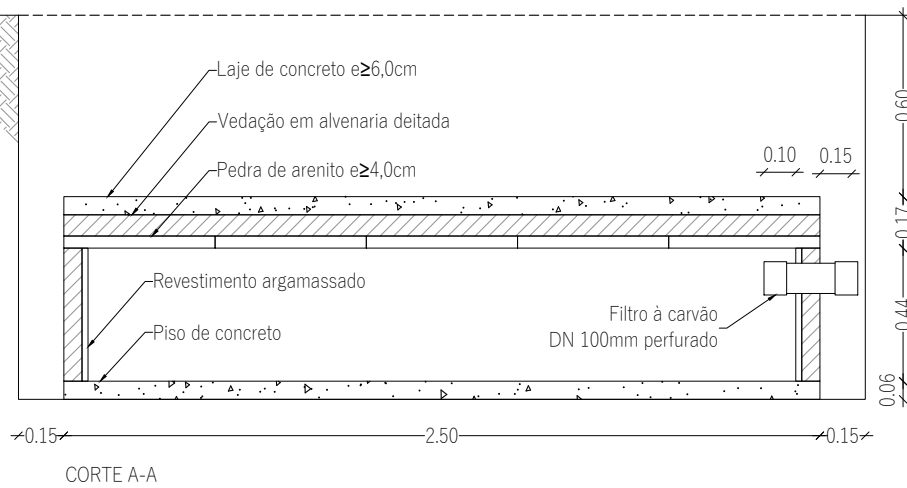 Laje de concreto e≥6,0cm
Vedação em alvenaria deitada
Pedra de arenito e≥4,0cm
0.60
0.10
0.15
0.17
Revestimento argamassado
Filtro à carvão
DN 100mm perfurado
Piso de concreto
0.44
0.06
0.15
2.50
0.15
CORTE A-A